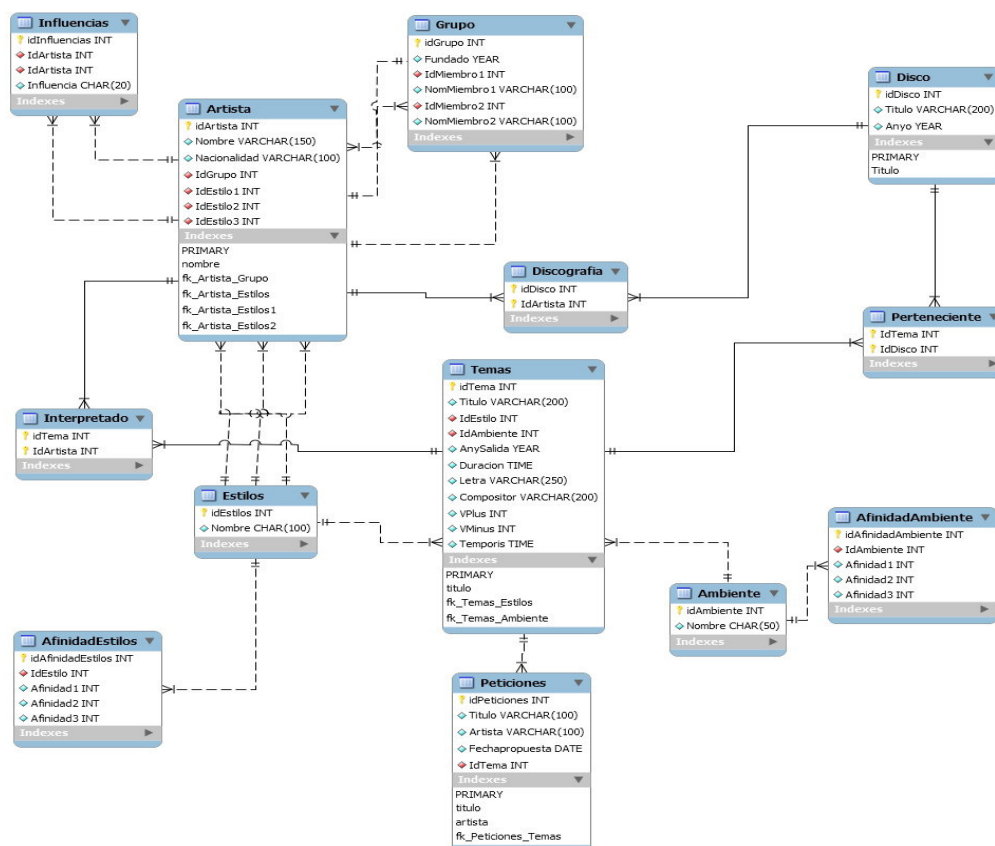 Influencias
idInfluencias INT
IdArtista INT
IdArtista INT
Influencia CHAR(20)
Indexes
Grupo
idGrupo INT
Fundado YEAR
IdMiembro1 INT
NomMiembro1 VARCHAR(100)
IdMiembro2 INT
NomMiembro2 VARCHAR(100)
Indexes
Disco
idDisco INT
Titulo VARCHAR(200)
Anyo YEAR
Indexes
PRIMARY
Titulo
Artista
idArtista INT
Nombre VARCHAR(150)
Nacionalidad VARCHAR(100)
IdGrupo INT
IdEstilo1 INT
IdEstilo2 INT
IdEstilo3 INT
Indexes
PRIMARY
nombre
fk_Artista_Grupo
fk_Artista_Estilos
fk_Artista_Estilos1
fk_Artista_Estilos2
Discografia
idDisco INT
IdArtista INT
Indexes
Perteneciente
IdTema INT
IdDisco INT
Indexes
Temas
idTema INT
Titulo VARCHAR(200)
IdEstilo INT
IdAmbiente INT
AnySalida YEAR
Duracion TIME
Letra VARCHAR(250)
Compositor VARCHAR(200)
VPlus INT
VMinus INT
Temporis TIME
Indexes
PRIMARY
titulo
fk_Temas_Estilos
fk_Temas_Ambiente
Interpretado
idTema INT
IdArtista INT
Indexes
Estilos
idEstilos INT
Nombre CHAR(100)
Indexes
AfinidadAmbiente
idAfinidadAmbiente INT
IdAmbiente INT
Afinidad1 INT
Afinidad2 INT
Afinidad3 INT
Indexes
Ambiente
idAmbiente INT
Nombre CHAR(50)
Indexes
AfinidadEstilos
idAfinidadEstilos INT
IdEstilo INT
Afinidad1 INT
Afinidad2 INT
Afinidad3 INT
Indexes
Peticiones
idPeticiones INT
Titulo VARCHAR(100)
Artista VARCHAR(100)
Fechapropuesta DATE
IdTema INT
Indexes
PRIMARY
titulo
artista
fk_Peticiones_Temas